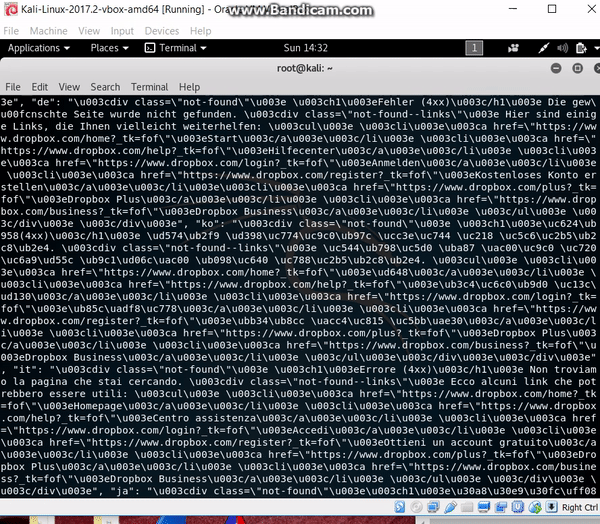 www.Bandicam.com
Kali-Linux-2017.2-vbox-amd64 [Running] - Ora
File Machine View Input Devices Help
Applications Places Terminal Sun 14:32 1
root@kali: ~
File Edit View Search Terminal Help
3e", "de": "\u003cdiv class=\"not-found\"\u003e \u003ch1\u003eFehler (4xx)\u003c/h1\u003e Die gew
\u00fcnschte Seite wurde nicht gefunden. \u003cdiv class=\"not-found--links\"\u003e Hier sind einig
e Links, die Ihnen vielleicht weiterhelfen: \u003cul\u003e \u003cli\u003e\u003ca href=\"https://ww
w.dropbox.com/home?_tk=fof\"\u003eStart\u003c/a\u003e\u003c/li\u003e \u003cli\u003e\u003ca href=\"
https://www.dropbox.com/help?_tk=fof\"\u003eHilfecenter\u003c/a\u003e\u003c/li\u003e \u003cli\u003
e\u003ca href=\"https://www.dropbox.com/login?_tk=fof\"\u003eAnmelden\u003c/a\u003e\u003c/li\u003e
\u003cli\u003e\u003ca href=\"https://www.dropbox.com/register?_tk=fof\"\u003eKostenloses Konto er
stellen\u003c/a\u003e\u003c/li\u003e \u003cli\u003e\u003ca href=\"https://www.dropbox.com/plus?_tk=
fof\"\u003eDropbox Plus\u003c/a\u003e\u003c/li\u003e \u003cli\u003e\u003ca href=\"https://www.drop
box.com/business?_tk=fof\"\u003eDropbox Business\u003c/a\u003e\u003c/li\u003e \u003c/ul\u003e \u00
3c/div\u003e \u003c/div\u003e", "ko": "\u003cdiv class=\"not-found\"\u003e \u003ch1\u003e\uc624\ub
958(4xx)\u003c/h1\u003e \ud574\ub2f9 \ud398\uc774\uc9c0\ub97c \ucc3e\uc744 \uc218 \uc5c6\uc2b5\ub2
c8\ub2e4. \u003cdiv class=\"not-found--links\"\u003e \uc544\ub798\uc5d0 \uba87 \uac00\uc9c0 \uc720
\uc6a9\ud55c \ub9c1\ud06c\uac00 \ub098\uc640 \uc788\uc2b5\ub2c8\ub2e4. \u003cul\u003e \u003cli\u00
3e\u003ca href=\"https://www.dropbox.com/home?_tk=fof\"\u003e\ud648\u003c/a\u003e\u003c/li\u003e
\u003cli\u003e\u003ca href=\"https://www.dropbox.com/help?_tk=fof\"\u003e\ub3c4\uc6c0\ub9d0 \uc13c\
ud130\u003c/a\u003e\u003c/li\u003e \u003cli\u003e\u003ca href=\"https://www.dropbox.com/login?_tk=
fof\"\u003e\ub85c\uadf8\uc778\u003c/a\u003e\u003c/li\u003e \u003cli\u003e\u003ca href=\"https://ww
w.dropbox.com/register?_tk=fof\"\u003e\ubb34\ub8cc \uacc4\uc815 \uc5bb\uae30\u003c/a\u003e\u003c/l
i\u003e \u003cli\u003e\u003ca href=\"https://www.dropbox.com/plus?_tk=fof\"\u003eDropbox Plus\u003
c/a\u003e\u003c/li\u003e \u003cli\u003e\u003ca href=\"https://www.dropbox.com/business?_tk=fof\"\u
003eDropbox Business\u003c/a\u003e\u003c/li\u003e \u003c/ul\u003e \u003c/div\u003e\u003c/div\u003e"
, "it": "\u003cdiv class=\"not-found\"\u003e \u003ch1\u003eErrore (4xx)\u003c/h1\u003e Non troviam
o la pagina che stai cercando. \u003cdiv class=\"not-found--links\"\u003e Ecco alcuni link che pot
rebbero essere utili: \u003cul\u003e \u003cli\u003e\u003ca href=\"https://www.dropbox.com/home?_tk
=fof\"\u003eHomepage\u003c/a\u003e\u003c/li\u003e \u003cli\u003e\u003ca href=\"https://www.dropbox
.com/help?_tk=fof\"\u003eCentro assistenza\u003c/a\u003e\u003c/li\u003e \u003cli\u003e\u003ca href
=\"https://www.dropbox.com/login?_tk=fof\"\u003eAccedi\u003c/a\u003e\u003c/li\u003e \u003cli\u003e
\u003ca href=\"https://www.dropbox.com/register?_tk=fof\"\u003eOttieni un account gratuito\u003c/a
\u003e\u003c/li\u003e \u003cli\u003e\u003ca href=\"https://www.dropbox.com/plus?_tk=fof\"\u003eDro
pbox Plus\u003c/a\u003e\u003c/li\u003e \u003cli\u003e\u003ca href=\"https://www.dropbox.com/busine
ss?_tk=fof\"\u003eDropbox Business\u003c/a\u003e\u003c/li\u003e \u003c/ul\u003e \u003c/div\u003e \
u003c/div\u003e", "ja": "\u003cdiv class=\"not-found\"\u003e\u003ch1\u003e\u30a8\u30e9\u30fc\uff08
Right Ctrl